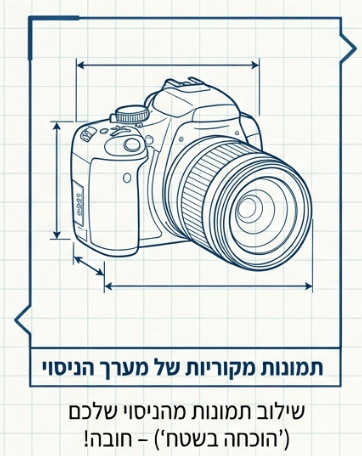 תמונות מקוריות של מערך הניסוי
שילוב תמונות מהניסוי שלכם
('הוכחה בשטח') – חובה!